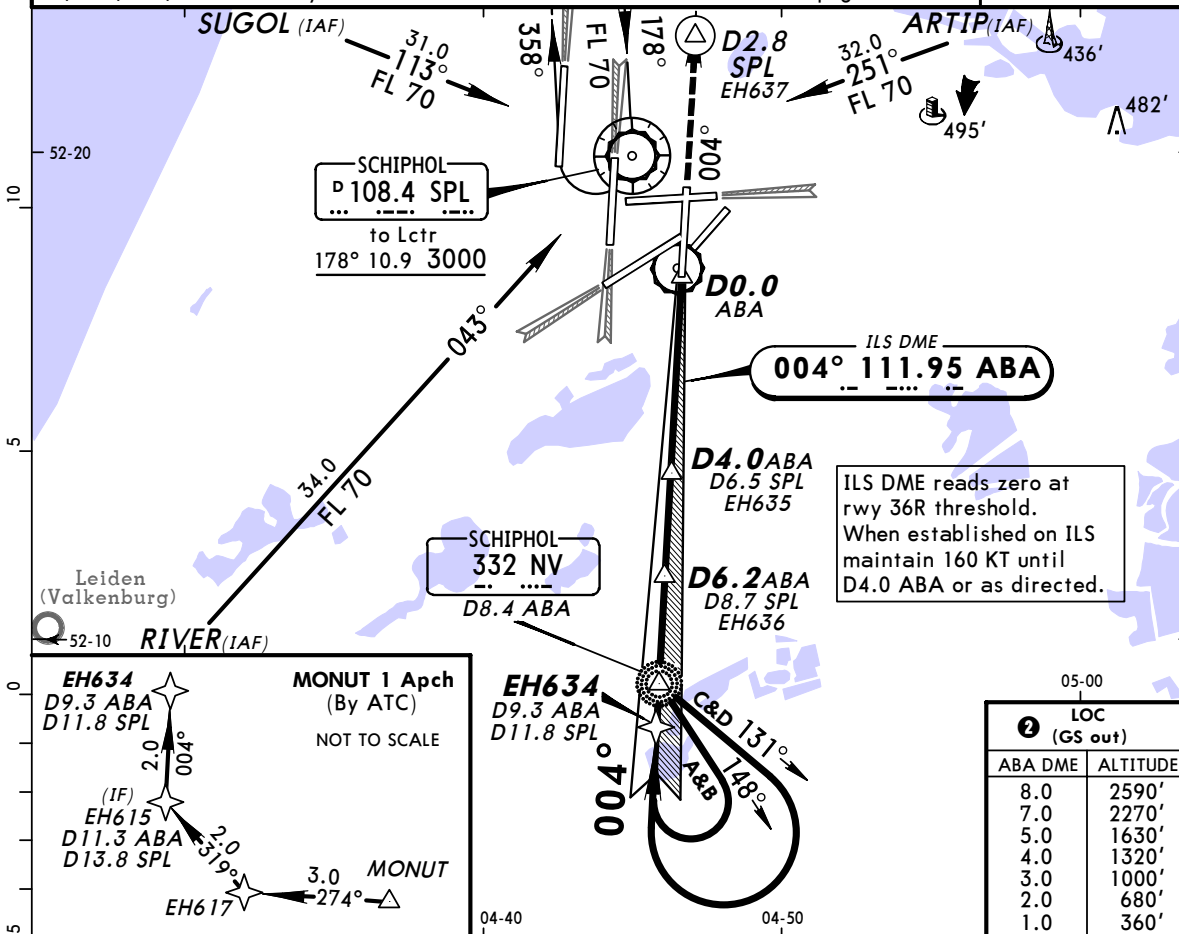 SUGOL (IAF)
31.0
113°
FL 70
358°
FL 70
178°
D2.8
SPL
EH637
004°
ARTIP(IAF)
32.0
251°
FL 70
436'
495'
482'
52-20
10
SCHIPHOL
D 108.4 SPL
to Lctr
178° 10.9 3000
D0.0
ABA
043°
ILS DME
004° 111.95 ABA
5
34.0
FL 70
D4.0 ABA
D6.5 SPL
EH635
ILS DME reads zero at
rwy 36R threshold.
When established on ILS
maintain 160 KT until
D4.0 ABA or as directed.
SCHIPHOL
332 NV
D8.4 ABA
D6.2 ABA
D8.7 SPL
EH636
Leiden
(Valkenburg)
52-10
RIVER(IAF)
0
EH634
D9.3 ABA
D11.8 SPL
MONUT 1 Apch
(By ATC)
NOT TO SCALE
2.0
004°
(IF)
EH615
D11.3 ABA
D13.8 SPL
2.0
319°
EH617
3.0
274°
MONUT
EH634
D9.3 ABA
D11.8 SPL
004°
C&D 131°
A&B
148°
05-00
2 LOC
(GS out)
ABA DME ALTITUDE
8.0 2590'
7.0 2270'
5.0 1630'
4.0 1320'
3.0 1000'
2.0 680'
1.0 360'
04-40
04-50
5